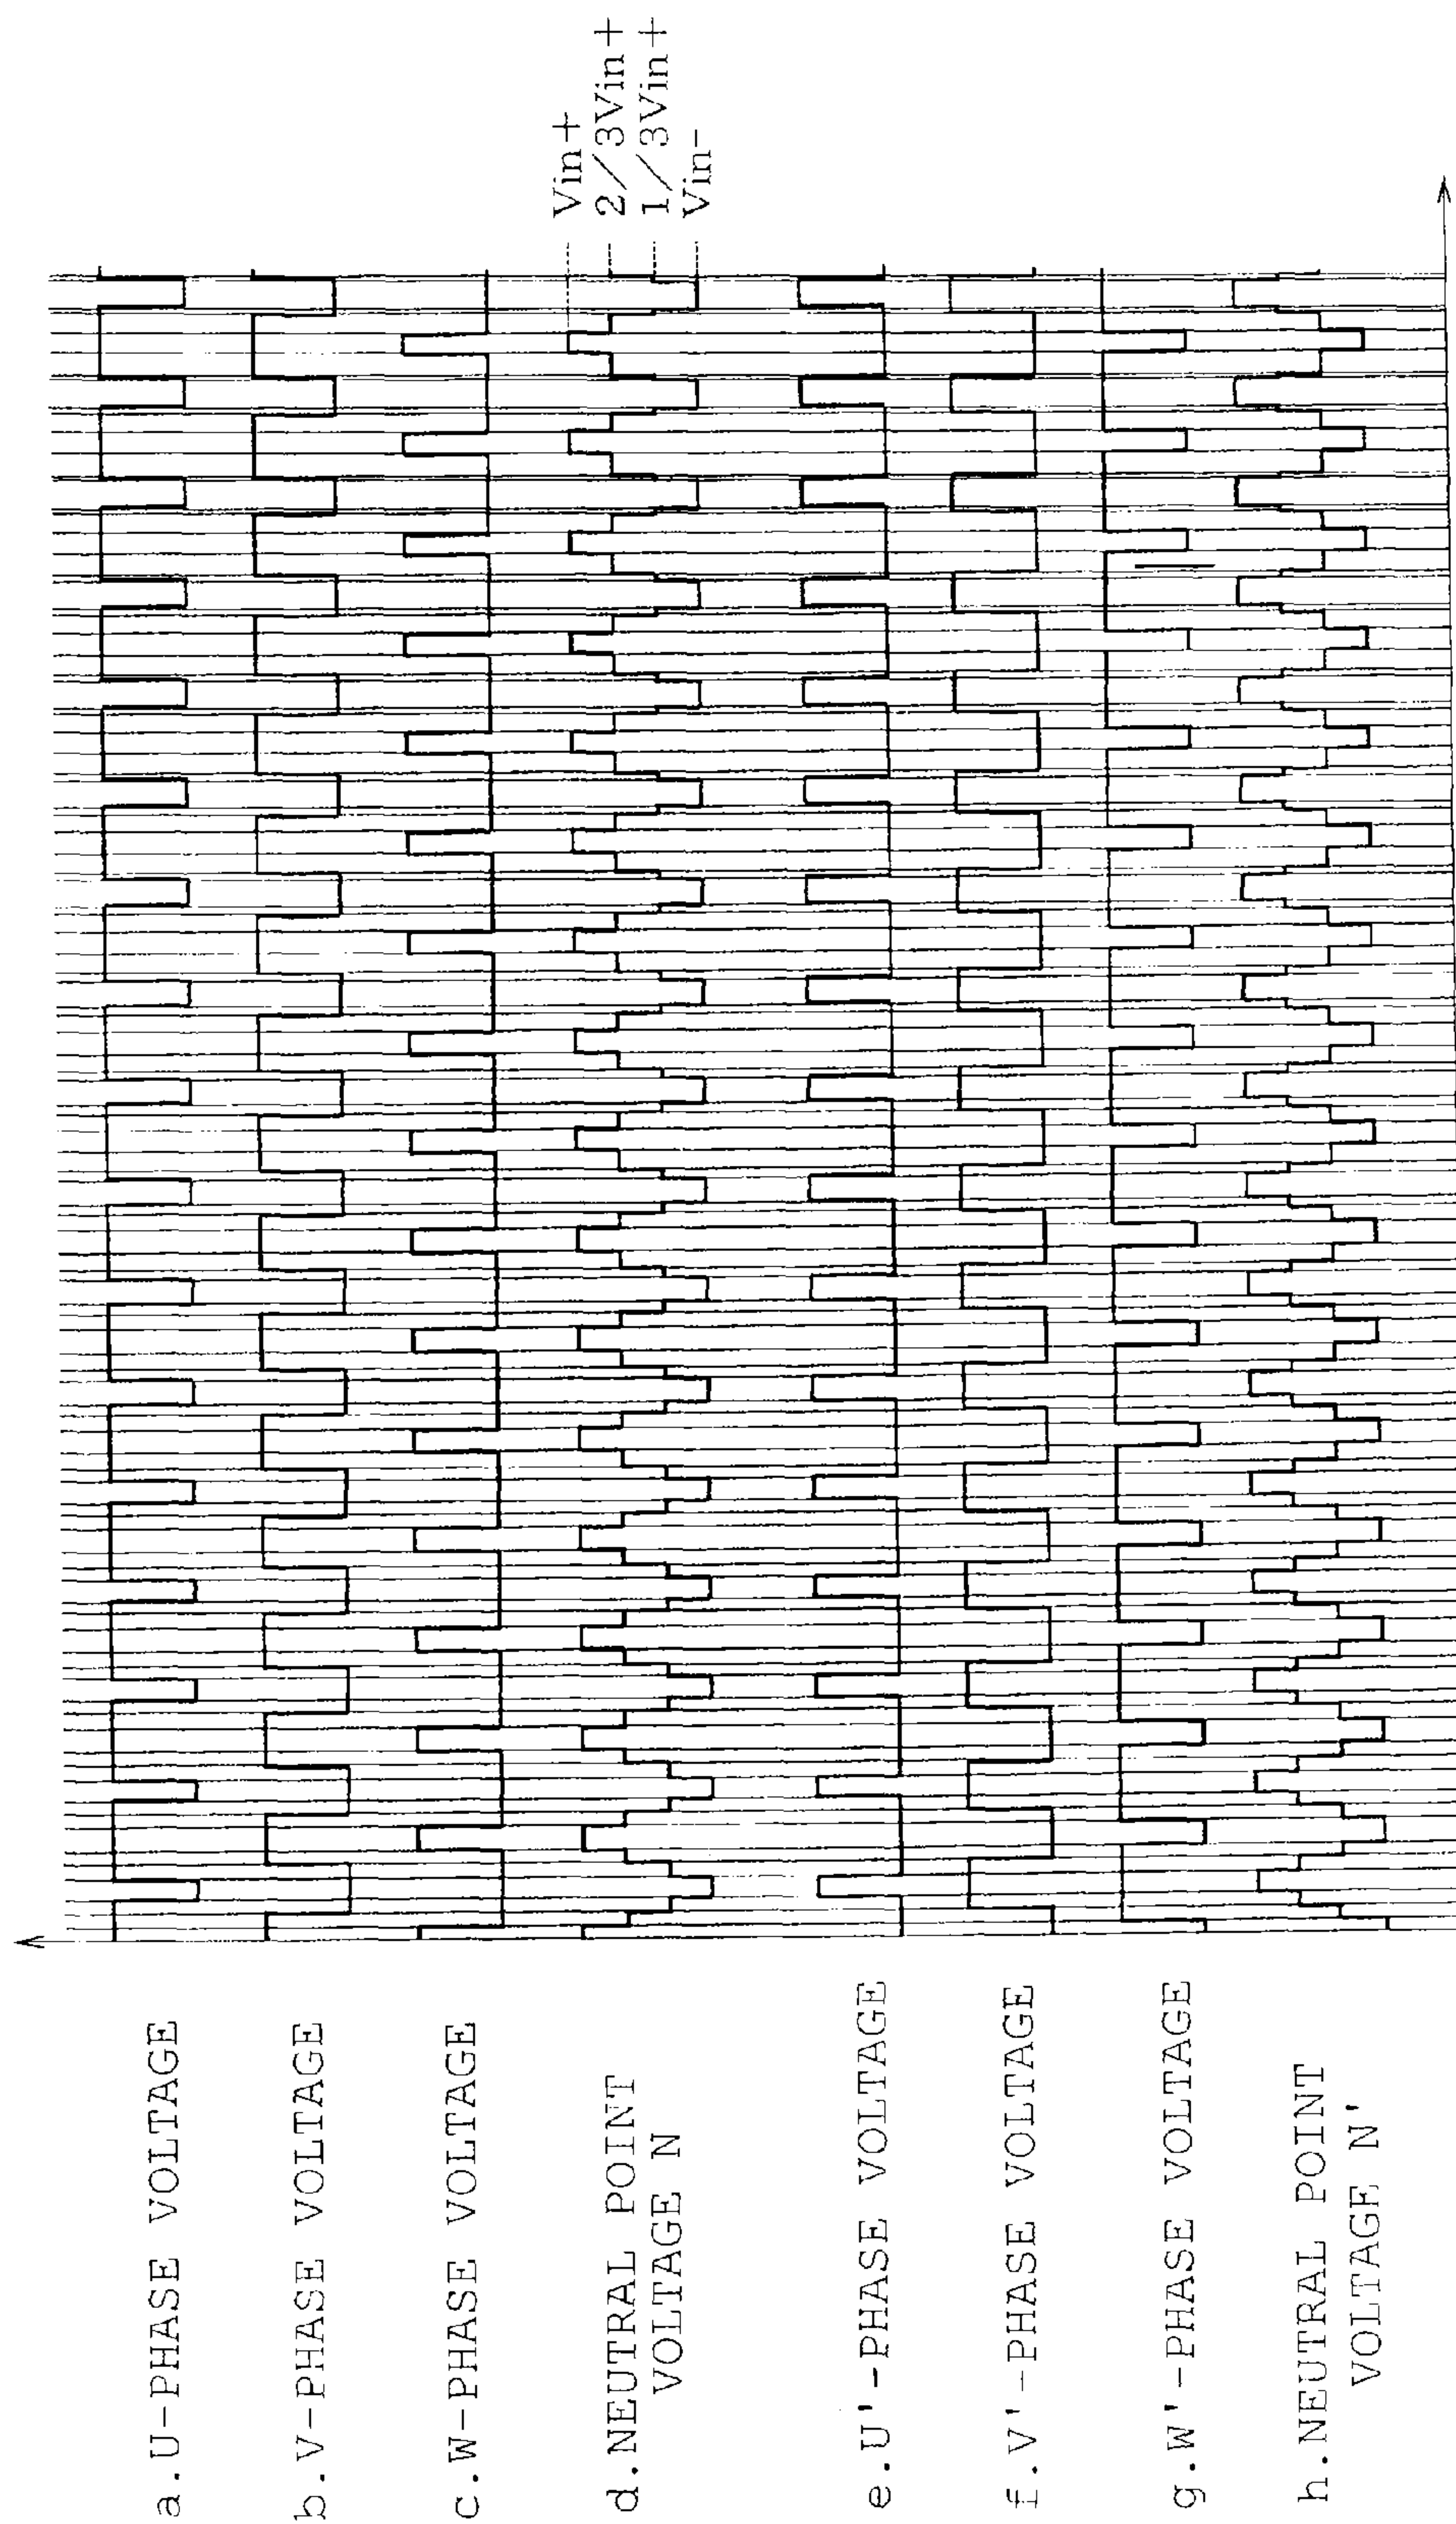 Vin+
2/3Vin+
1/3Vin+
Vin-
a.U-PHASE VOLTAGE
b.V-PHASE VOLTAGE
c.W-PHASE VOLTAGE
d.NEUTRAL POINT
VOLTAGE N
e.U'-PHASE VOLTAGE
f.V'-PHASE VOLTAGE
g.W'-PHASE VOLTAGE
h.NEUTRAL POINT
VOLTAGE N'